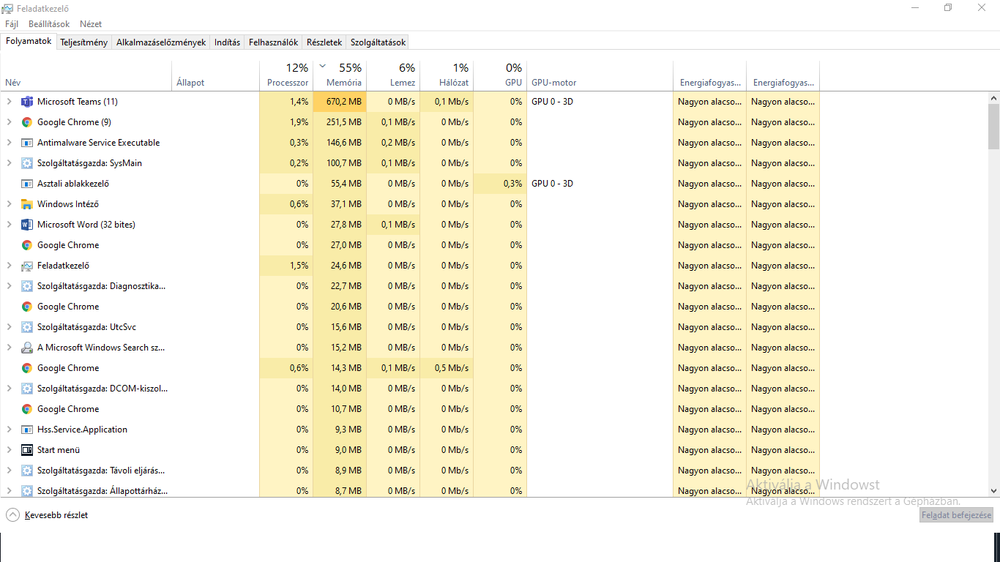 Feladatkezelő
Fájl Beállítások Nézet
Folyamatok Teljesítmény Alkalmazáselőzmények Indítás Felhasználók Részletek Szolgáltatások
12% 55% 6% 1% 0%
Név Állapot Processzor Memória Lemez Hálózat GPU GPU-motor Energiafogyas... Energiafogyas...
Microsoft Teams (11) 1,4% 670,2 MB 0 MB/s 0,1 Mb/s 0% GPU 0 - 3D Nagyon alacso... Nagyon alacso...
Google Chrome (9) 1,9% 251,5 MB 0,1 MB/s 0 Mb/s 0% Nagyon alacso... Nagyon alacso...
Antimalware Service Executable 0,3% 146,6 MB 0,2 MB/s 0 Mb/s 0% Nagyon alacso... Nagyon alacso...
Szolgáltatásgazda: SysMain 0,2% 100,7 MB 0,1 MB/s 0 Mb/s 0% Nagyon alacso... Nagyon alacso...
Asztali ablakkezelő 0% 55,4 MB 0 MB/s 0 Mb/s 0,3% GPU 0 - 3D Nagyon alacso... Nagyon alacso...
Windows Intéző 0,6% 37,1 MB 0 MB/s 0 Mb/s 0% Nagyon alacso... Nagyon alacso...
Microsoft Word (32 bites) 0% 27,8 MB 0,1 MB/s 0 Mb/s 0% Nagyon alacso... Nagyon alacso...
Google Chrome 0% 27,0 MB 0 MB/s 0 Mb/s 0% Nagyon alacso... Nagyon alacso...
Feladatkezelő 1,5% 24,6 MB 0 MB/s 0 Mb/s 0% Nagyon alacso... Nagyon alacso...
Szolgáltatásgazda: Diagnosztika... 0% 22,7 MB 0 MB/s 0 Mb/s 0% Nagyon alacso... Nagyon alacso...
Google Chrome 0% 20,6 MB 0 MB/s 0 Mb/s 0% Nagyon alacso... Nagyon alacso...
Szolgáltatásgazda: UtcSvc 0% 15,6 MB 0 MB/s 0 Mb/s 0% Nagyon alacso... Nagyon alacso...
A Microsoft Windows Search sz... 0% 15,2 MB 0 MB/s 0 Mb/s 0% Nagyon alacso... Nagyon alacso...
Google Chrome 0,6% 14,3 MB 0,1 MB/s 0,5 Mb/s 0% Nagyon alacso... Nagyon alacso...
Szolgáltatásgazda: DCOM-kiszol... 0% 14,0 MB 0 MB/s 0 Mb/s 0% Nagyon alacso... Nagyon alacso...
Google Chrome 0% 10,7 MB 0 MB/s 0 Mb/s 0% Nagyon alacso... Nagyon alacso...
Hss.Service.Application 0% 9,3 MB 0 MB/s 0 Mb/s 0% Nagyon alacso... Nagyon alacso...
Start menü 0% 9,0 MB 0 MB/s 0 Mb/s 0% Nagyon alacso... Nagyon alacso...
Szolgáltatásgazda: Távoli eljárás... 0% 8,9 MB 0 MB/s 0 Mb/s 0% Nagyon alacso... Nagyon alacso...
Szolgáltatásgazda: Állapottárház... 0% 8,7 MB 0 MB/s 0 Mb/s 0% Nagyon alacso... Nagyon alacso...
Aktiválja a Windowst
Aktiválja a Windows rendszert a Gépházban.
Kevesebb részlet Feladat befejezése